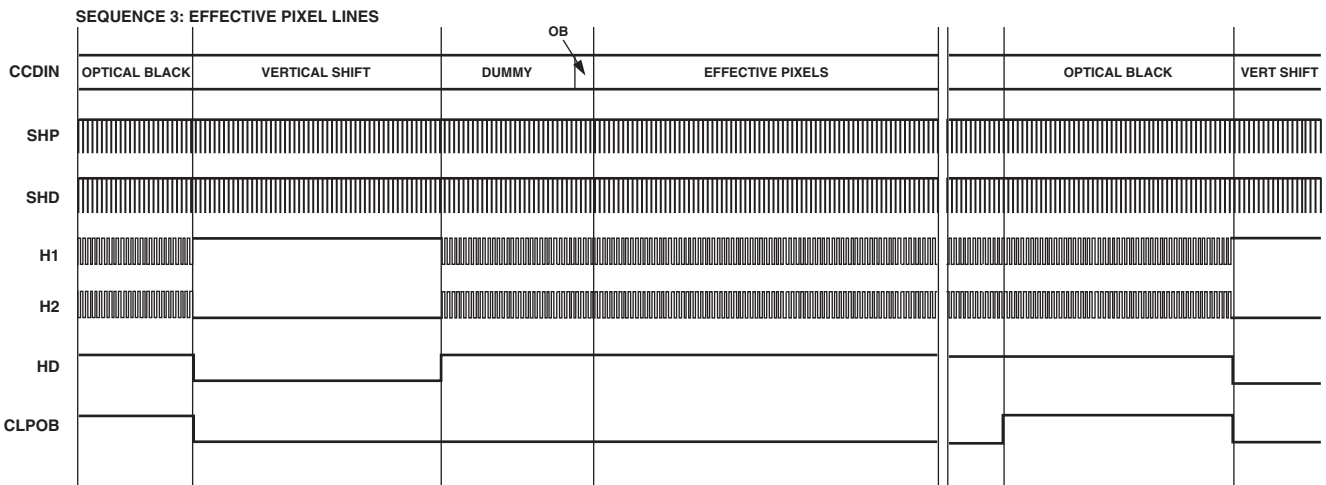 SEQUENCE 3: EFFECTIVE PIXEL LINES
OB
CCDIN OPTICAL BLACK VERTICAL SHIFT DUMMY EFFECTIVE PIXELS OPTICAL BLACK VERT SHIFT
SHP
SHD
H1
H2
HD
CLPOB